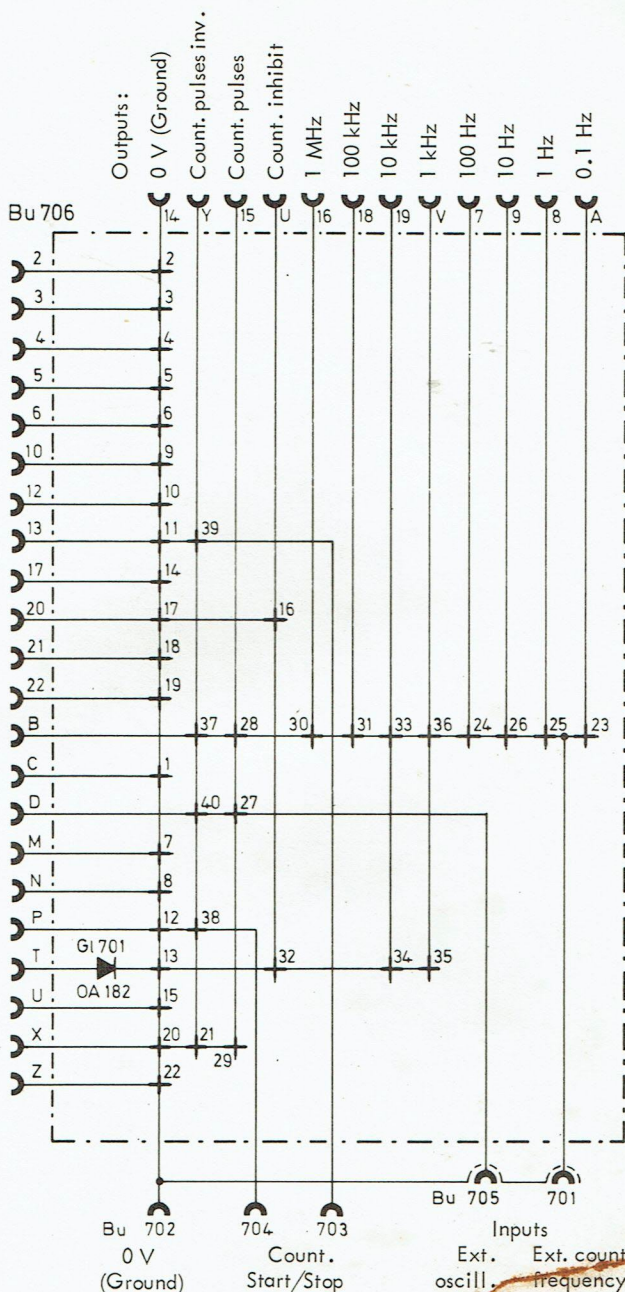 Outputs:
0 V (Ground)
Count. pulses inv.
Count. pulses
Count. inhibit
1 MHz
100 kHz
10 kHz
1 kHz
100 Hz
10 Hz
1 Hz
0.1 Hz
Bu 706
14 Y 15 U 16 18 19 V 7 9 8 A
2 2
3 3
4 4
5 5
6 6
10 9
12 10
13 11 39
17 14
20 17 16
21 18
22 19
B 37 28 30 31 33 36 24 26 25 23
C 1
D 40 27
M 7
N 8
P 12 38
Gl 701
T 13 32 34 35
OA 182
U 15
X 20 21
29
Z 22
Bu 705 701
Bu 702 704 703 Inputs
0 V Count. Ext. Ext. count
(Ground) Start/Stop oscill. frequency